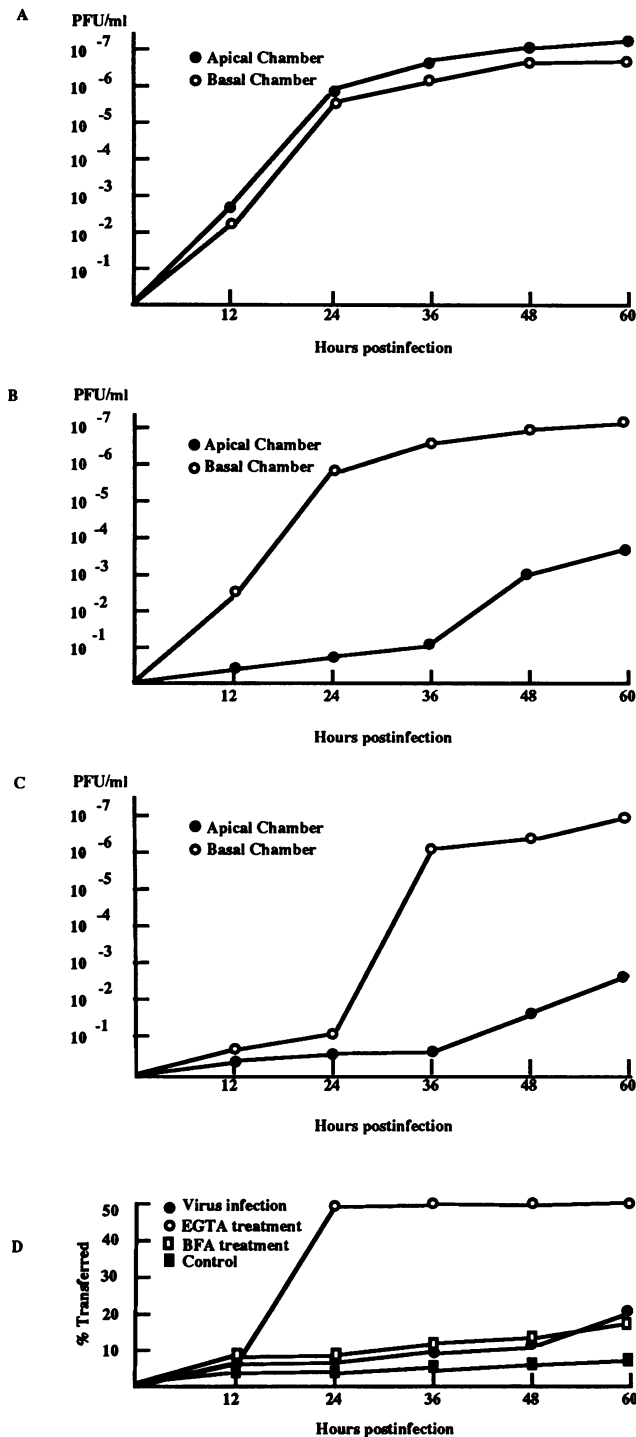 A
PFU/ml
10 -7
10 -6
10 -5
10 -4
10 -3
10 -2
10 -1
Apical Chamber
Basal Chamber
12 24 36 48 60
Hours postinfection
B
PFU/ml
10 -7
10 -6
10 -5
10 -4
10 -3
10 -2
10 -1
Apical Chamber
Basal Chamber
12 24 36 48 60
Hours postinfection
C
PFU/ml
10 -7
10 -6
10 -5
10 -4
10 -3
10 -2
10 -1
Apical Chamber
Basal Chamber
12 24 36 48 60
Hours postinfection
D
% Transferred
50
40
30
20
10
Virus infection
EGTA treatment
BFA treatment
Control
12 24 36 48 60
Hours postinfection